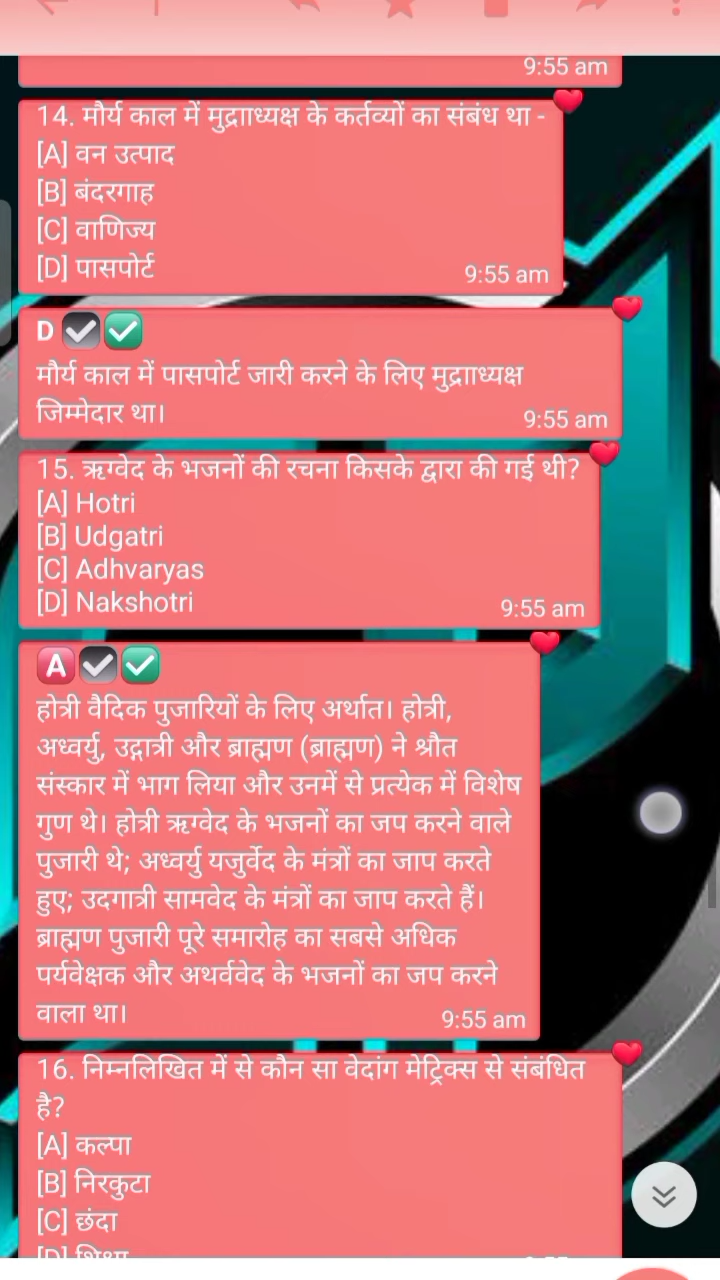 9:55 am
14. मौर्य काल में मुद्रााध्यक्ष के कर्तव्यों का संबंध था -
[A] वन उत्पाद
[B] बंदरगाह
[C] वाणिज्य
[D] पासपोर्ट
9:55 am
D
मौर्य काल में पासपोर्ट जारी करने के लिए मुद्रााध्यक्ष
जिम्मेदार था।
9:55 am
15. ऋग्वेद के भजनों की रचना किसके द्वारा की गई थी?
[A] Hotri
[B] Udgatri
[C] Adhvaryas
[D] Nakshotri
9:55 am
A
होत्री वैदिक पुजारियों के लिए अर्थात। होत्री,
अध्वर्यु, उद्गात्री और ब्राह्मण (ब्राह्मण) ने श्रौत
संस्कार में भाग लिया और उनमें से प्रत्येक में विशेष
गुण थे। होत्री ऋग्वेद के भजनों का जप करने वाले
पुजारी थे; अध्वर्यु यजुर्वेद के मंत्रों का जाप करते
हुए; उदगात्री सामवेद के मंत्रों का जाप करते हैं।
ब्राह्मण पुजारी पूरे समारोह का सबसे अधिक
पर्यवेक्षक और अथर्ववेद के भजनों का जप करने
वाला था।
9:55 am
16. निम्नलिखित में से कौन सा वेदांग मेट्रिक्स से संबंधित
है?
[A] कल्पा
[B] निरकुटा
[C] छंदा
[D] शिक्षा